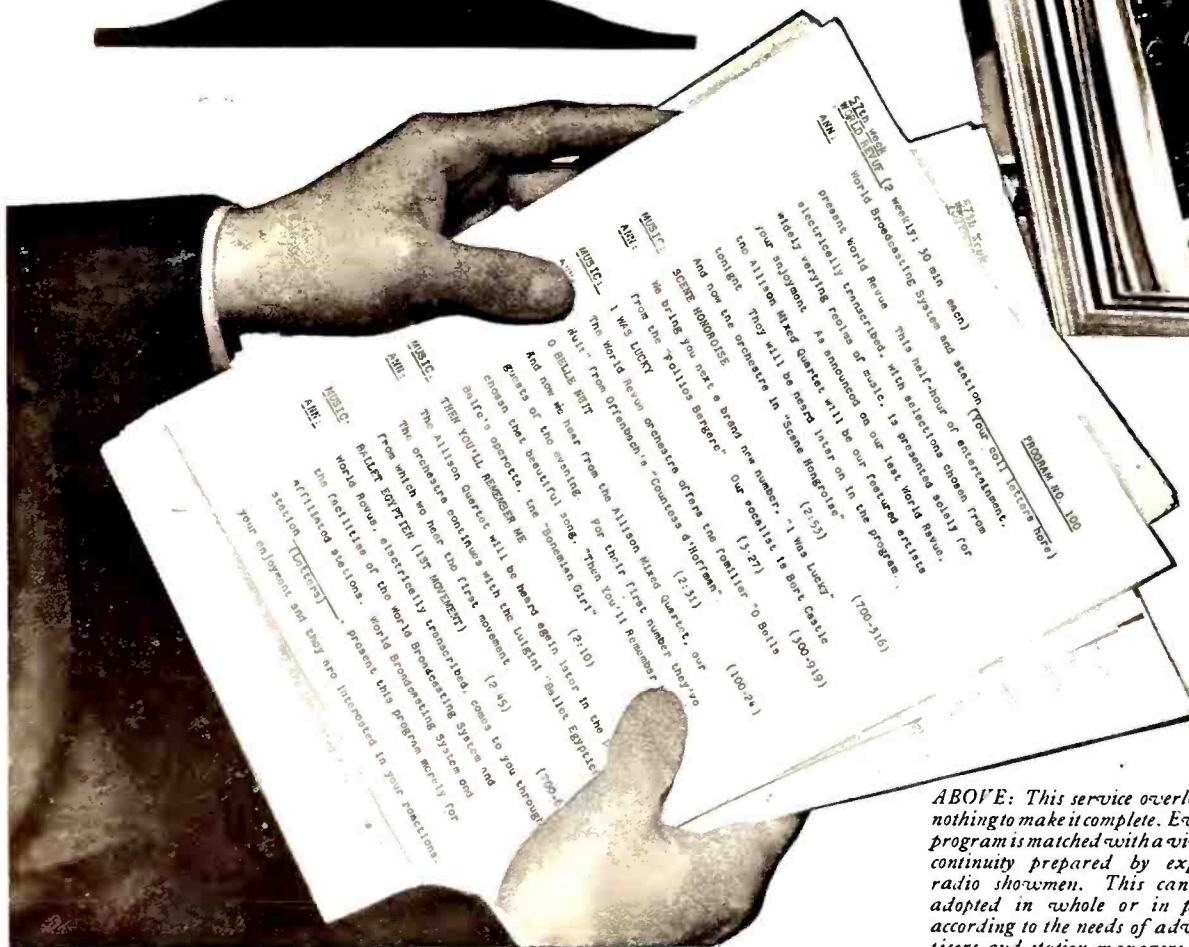 57th Week
WORLD REVUE (2 weekly; 30 min each)
PROGRAM NO. 100
ANN:
World Broadcasting System and station (Your call letters here)
present World Revue This half-hour of entertainment,
electrically transcribed, with selections chosen from
widely varying realms of music, is presented solely for
your enjoyment As announced on our last World Revue,
the Allison Mixed Quartet will be our featured artists
tonight They will be heard later on in the program.
And now the orchestra in "Scene Hongroise"
MUSIC:
SCENE HONGROISE (2:53) (700-316)
ANN:
We bring you next a brand new number, "I Was Lucky"
from the "Follies Bergere" Our vocalist is Bert Castle
MUSIC:
I WAS LUCKY (3:27) (300-919)
The World Revue orchestra offers the familiar "O Belle
Nuit" from Offenbach's "Countess d'Hoffman"
O BELLE NUIT (2:31)
And now we hear from the Allison Mixed Quartet, our
guests of the evening For their first number they've
chosen that beautiful song, "Then You'll Remember
Balfe's operetta, the "Bohemian Girl"
MUSIC:
THEN YOU'LL REMEMBER ME (2:10)
ANN:
The Allison Quartet will be heard again later in the
The orchestra continues with the Luigini "Ballet Egyptien
from which we hear the first movement
MUSIC:
BALLET EGYPTIEN (1ST MOVEMENT) (2 45)
ANN:
World Revue, electrically transcribed, comes to you through
the facilities of the World Broadcasting System and
affiliated stations. World Broadcasting System and
station (Letters) present this program merely for
your enjoyment and they are interested in your reactions.
ABOVE: This service overl
nothing to make it complete. Ev
program is matched with a vi
continuity prepared by exp
radio showmen. This can
adopted in whole or in p
according to the needs of adv